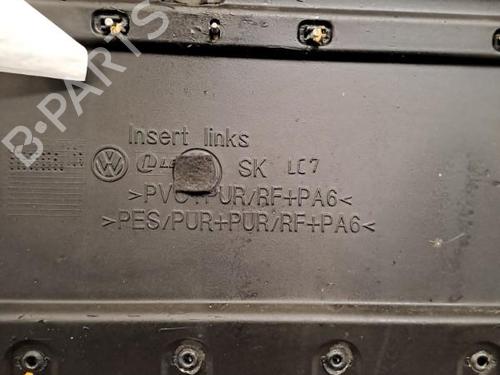 B-PARTS
Insert links
SK LC7
>PVC+PUR/RF+PA6<
>PES/PUR+PUR/RF+PA6<